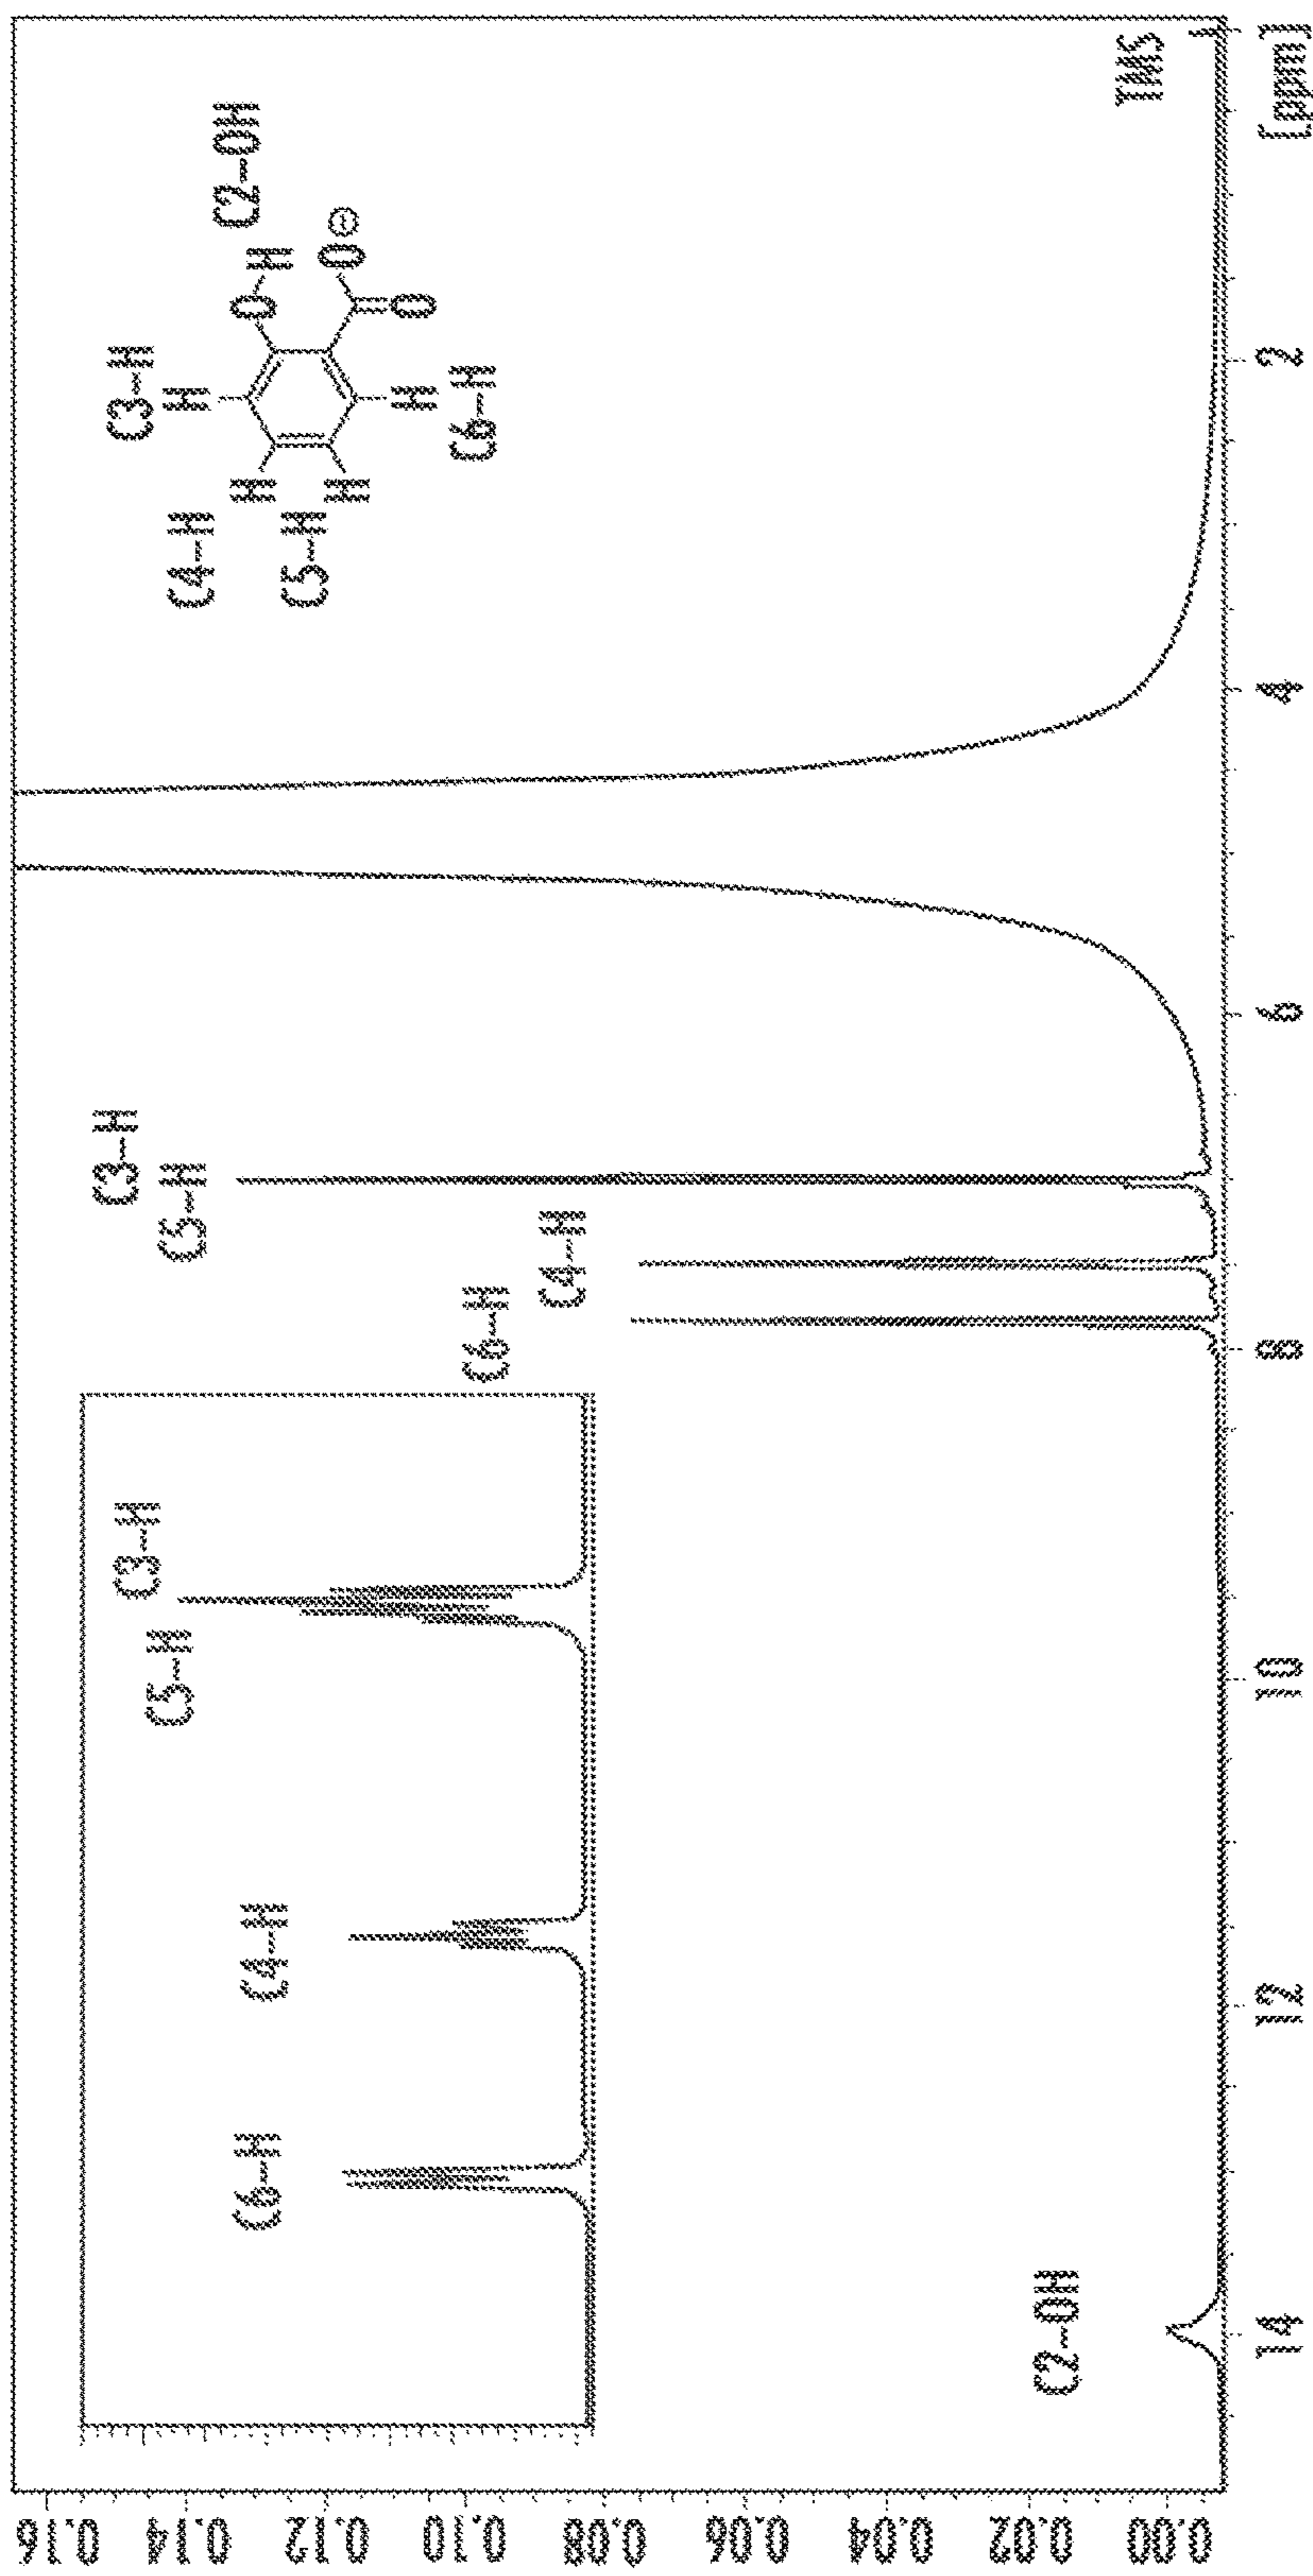 0.16
0.14
0.12
0.10
0.08
0.06
0.04
0.02
0.00
C6-H
C4-H
C5-H
C3-H
C6-H
C4-H
C5-H
C3-H
C4-H
C5-H
C3-H
C6-H
H
H
H
H
O-H
O⊖
O
C2-OH
C2-OH
TMS
14
12
10
8
6
4
2
[ppm]